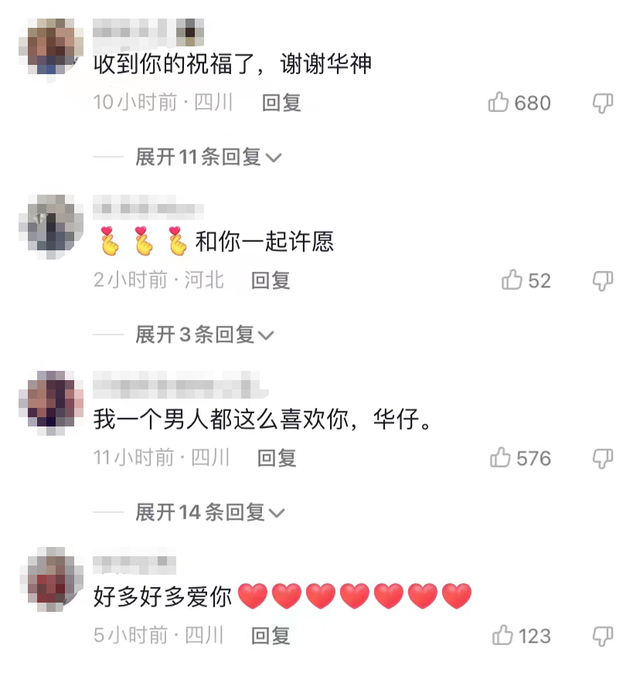 收到你的祝福了，谢谢华神
10小时前·四川 回复 680
展开11条回复
和你一起许愿
2小时前·河北 回复 52
展开3条回复
我一个男人都这么喜欢你，华仔。
11小时前·四川 回复 576
展开14条回复
好多好多爱你
5小时前·四川 回复 123